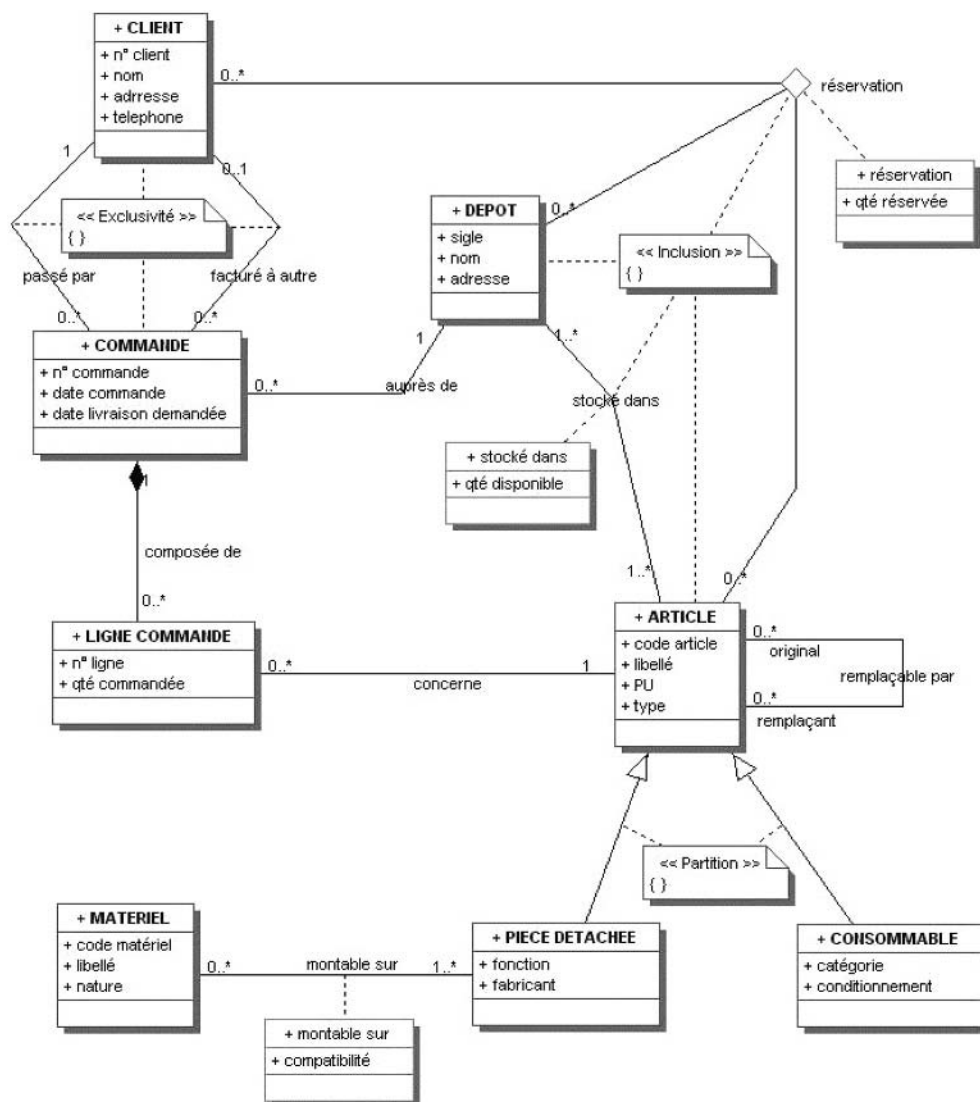 + CLIENT
+ n° client
+ nom
+ adrresse
+ telephone
0..*
réservation
1
0..1
+ réservation
+ qté réservée
<< Exclusivité >>
{ }
+ DEPOT
+ sigle
+ nom
+ adresse
0..*
<< Inclusion >>
{ }
passé par
facturé à autre
0..*
0..*
+ COMMANDE
+ n° commande
+ date commande
+ date livraison demandée
1
1..*
0..*
auprès de
stocké dans
+ stocké dans
+ qté disponible
1
composée de
0..*
1..*
0..*
+ LIGNE COMMANDE
+ n° ligne
+ qté commandée
0..*
concerne
1
+ ARTICLE
+ code article
+ libellé
+ PU
+ type
0..*
original
remplaçable par
0..*
remplaçant
<< Partition >>
{ }
+ MATERIEL
+ code matériel
+ libellé
+ nature
0..*
montable sur
1..*
+ PIECE DETACHEE
+ fonction
+ fabricant
+ CONSOMMABLE
+ catégorie
+ conditionnement
+ montable sur
+ compatibilité